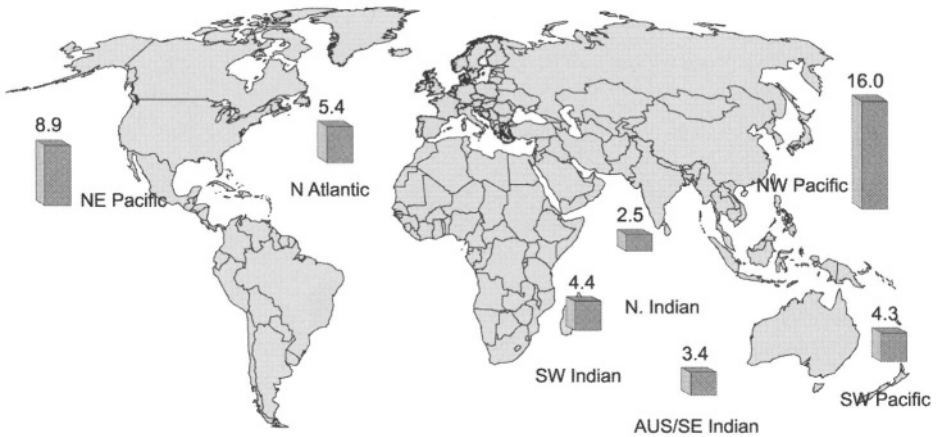 16.0
5.4
8.9
NE Pacific
N Atlantic
NW Pacific
2.5
4.4
N. Indian
4.3
3.4
SW Indian
SW Pacific
AUS/SE Indian